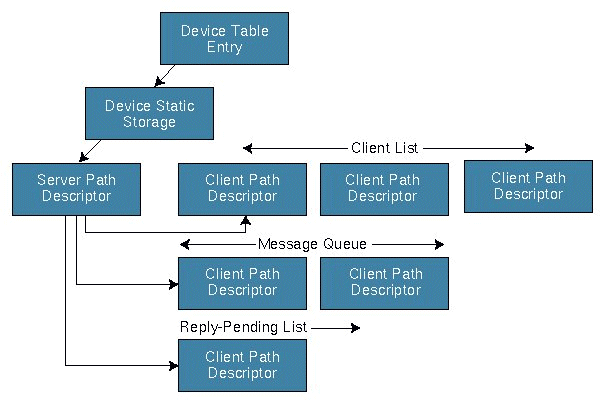 Device Table
Entry
Device Static
Storage
Client List
Server Path
Descriptor
Client Path
Descriptor
Client Path
Descriptor
Client Path
Descriptor
Message Queue
Client Path
Descriptor
Client Path
Descriptor
Reply-Pending List
Client Path
Descriptor